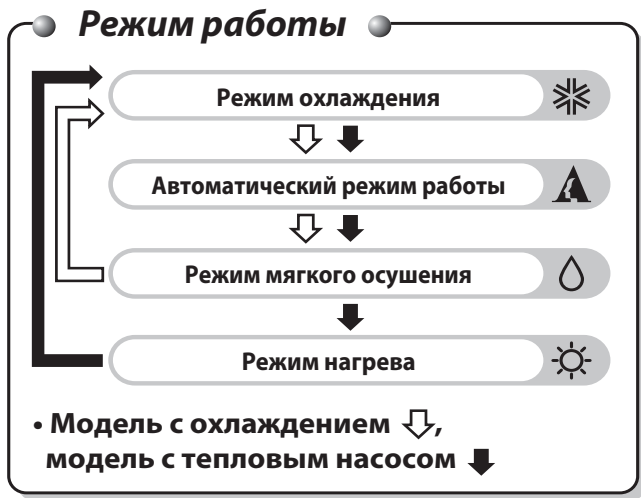 Режим работы
Режим охлаждения
Автоматический режим работы
Режим мягкого осушения
Режим нагрева
• Модель с охлаждением ,
модель с тепловым насосом